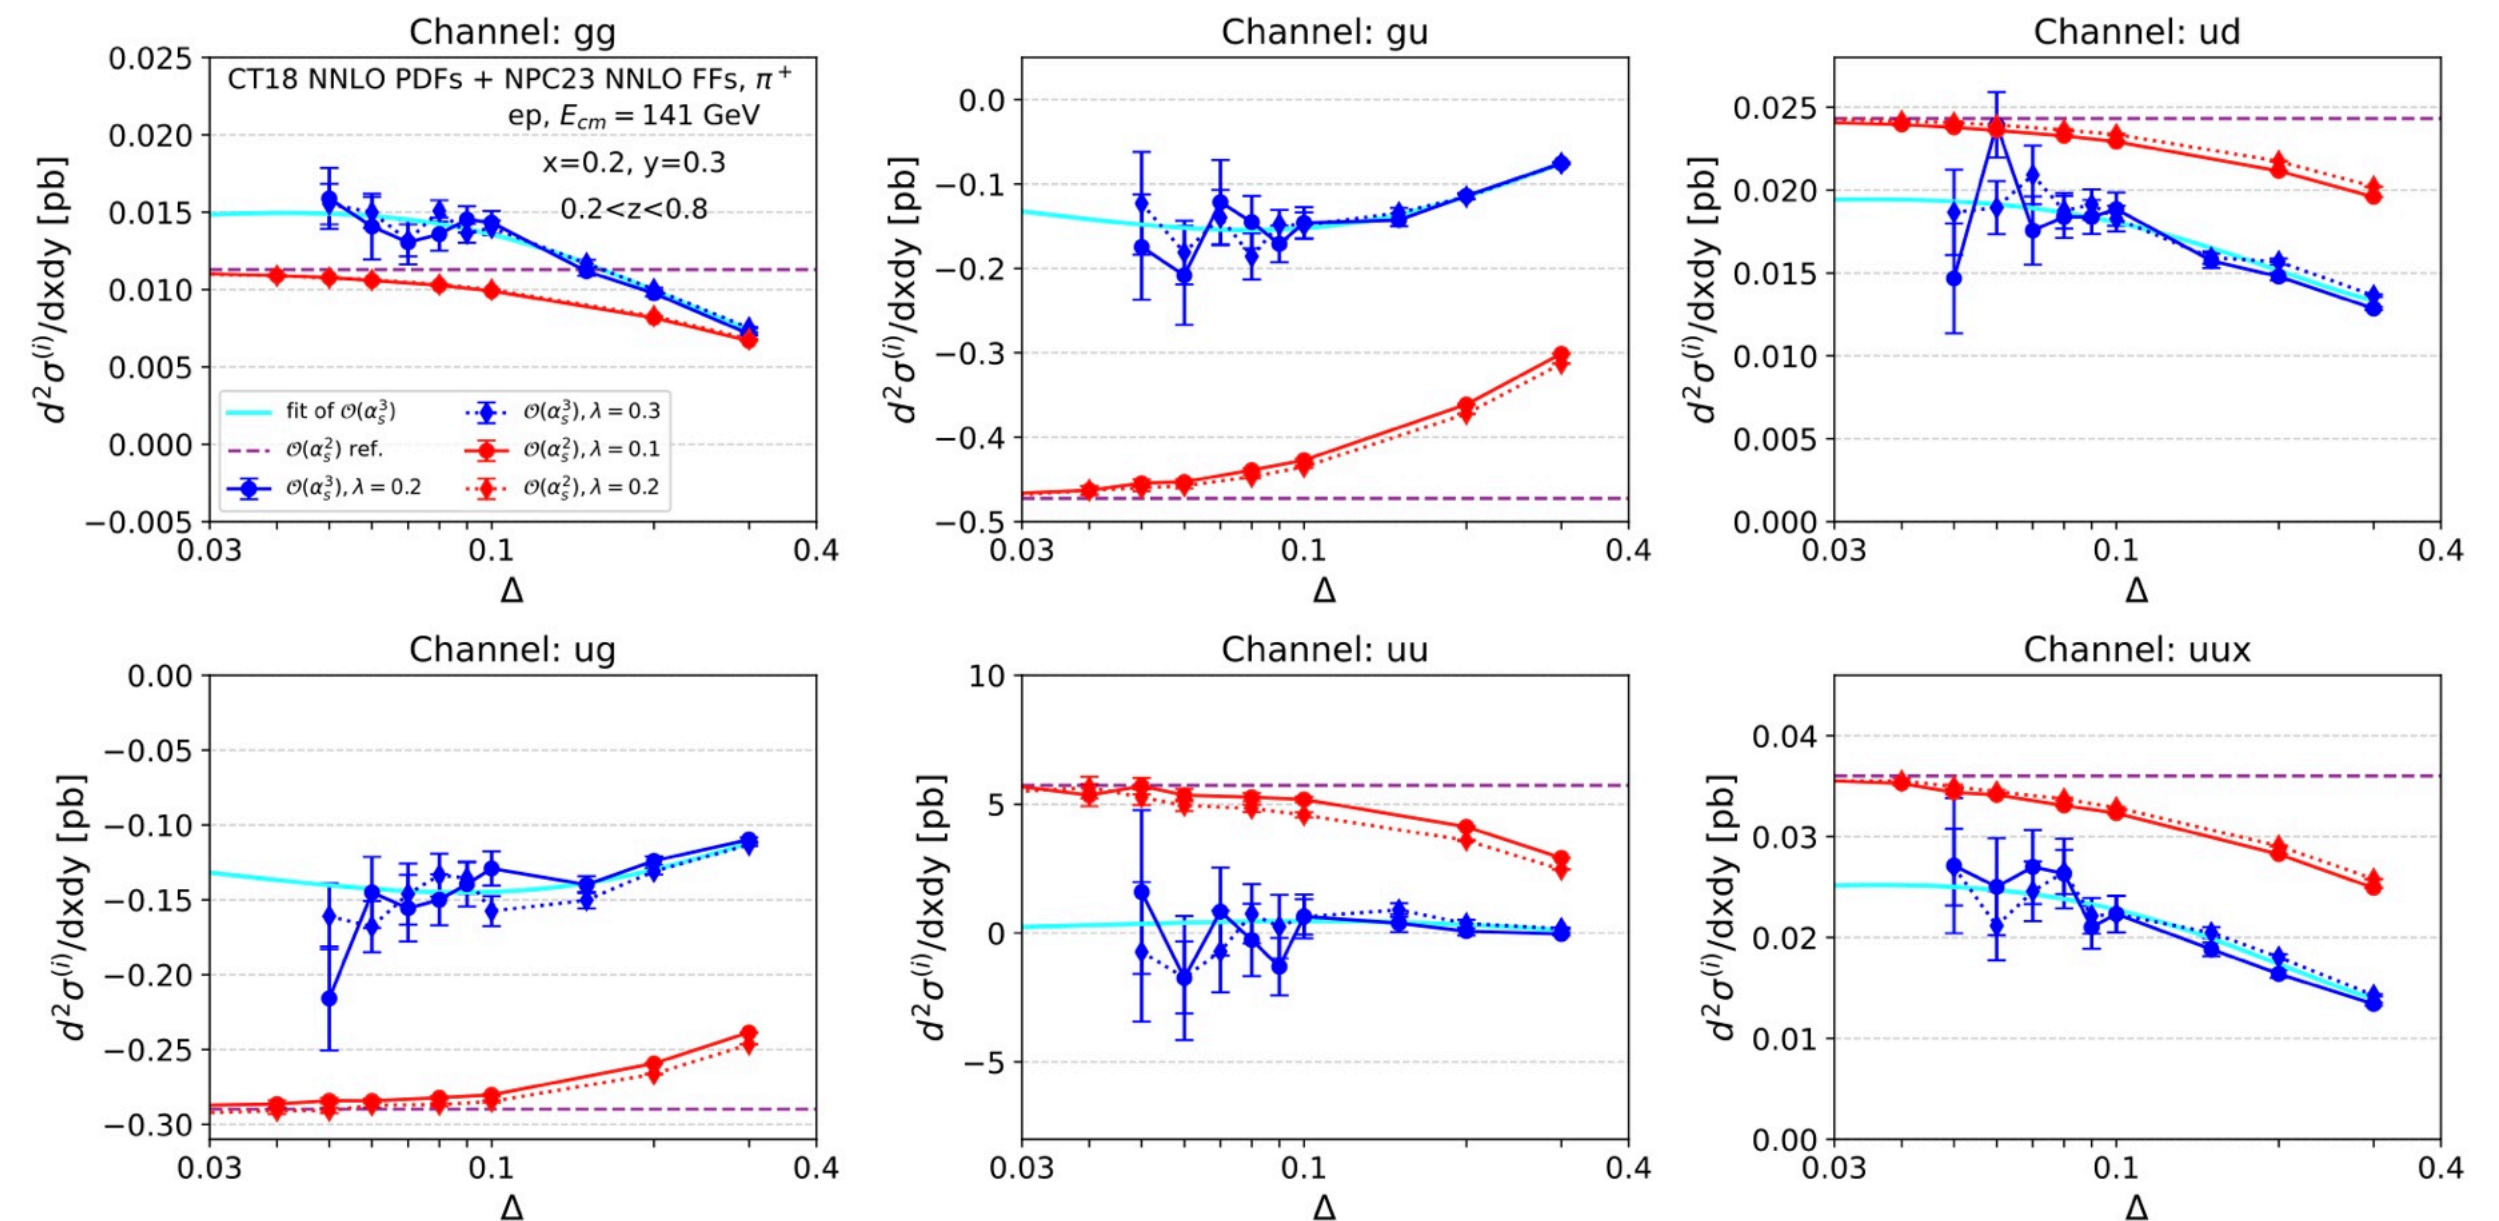 Channel: gg
0.025
0.020
0.015
0.010
0.005
0.000
−0.005
d²σ⁽ⁱ⁾/dxdy [pb]
CT18 NNLO PDFs + NPC23 NNLO FFs, π⁺
ep, E_cm = 141 GeV
x=0.2, y=0.3
0.2<z<0.8
fit of 𝒪(α_s³)
𝒪(α_s²) ref.
𝒪(α_s³), λ = 0.2
𝒪(α_s³), λ = 0.3
𝒪(α_s²), λ = 0.1
𝒪(α_s²), λ = 0.2
0.03 0.1 0.4
Δ
Channel: gu
0.0
−0.1
−0.2
−0.3
−0.4
−0.5
d²σ⁽ⁱ⁾/dxdy [pb]
0.03 0.1 0.4
Δ
Channel: ud
0.025
0.020
0.015
0.010
0.005
0.000
d²σ⁽ⁱ⁾/dxdy [pb]
0.03 0.1 0.4
Δ
Channel: ug
0.00
−0.05
−0.10
−0.15
−0.20
−0.25
−0.30
d²σ⁽ⁱ⁾/dxdy [pb]
0.03 0.1 0.4
Δ
Channel: uu
10
5
0
−5
d²σ⁽ⁱ⁾/dxdy [pb]
0.03 0.1 0.4
Δ
Channel: uux
0.04
0.03
0.02
0.01
0.00
d²σ⁽ⁱ⁾/dxdy [pb]
0.03 0.1 0.4
Δ